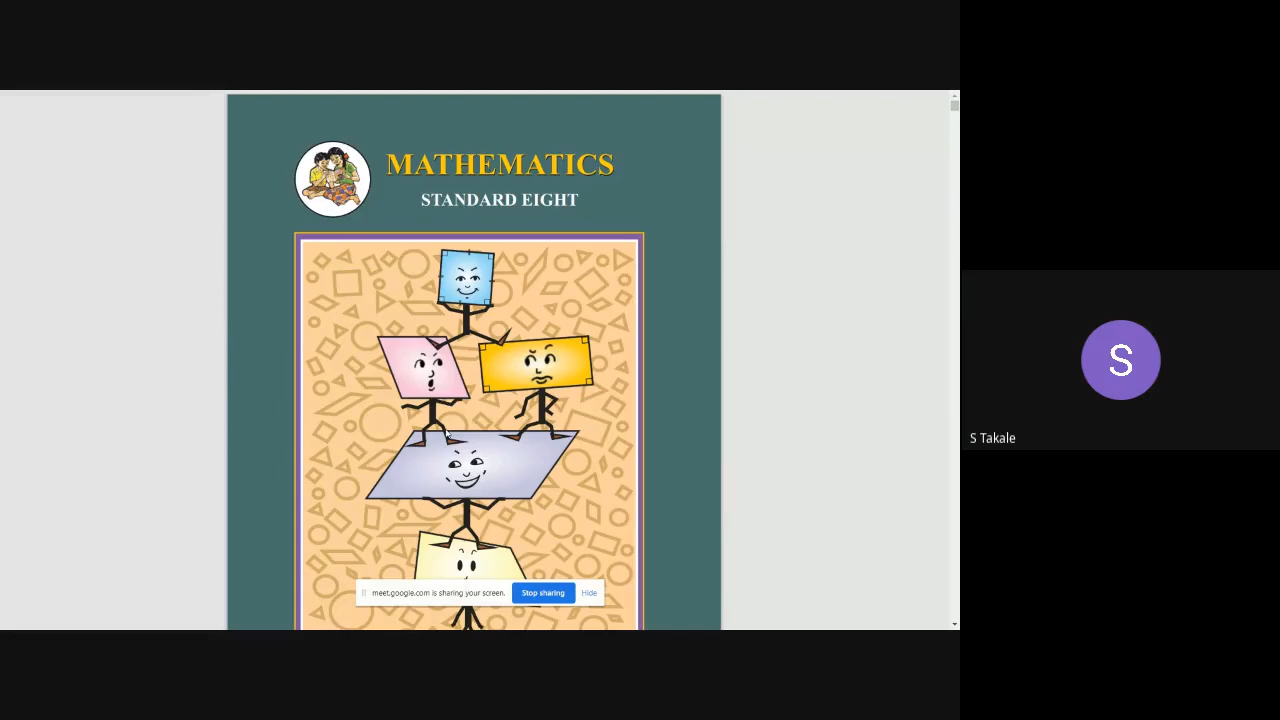 MATHEMATICS
STANDARD EIGHT
meet.google.com is sharing your screen.
Stop sharing
Hide
S
S Takale